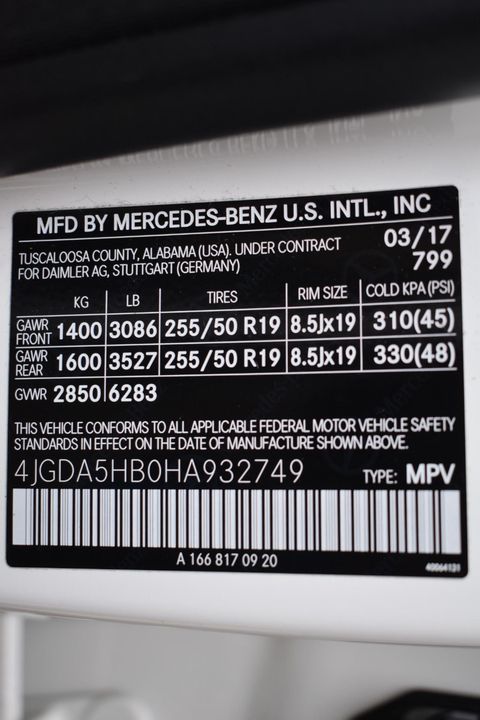 MFD BY MERCEDES-BENZ U.S. INTL., INC
TUSCALOOSA COUNTY, ALABAMA (USA). UNDER CONTRACT 03/17
FOR DAIMLER AG, STUTTGART (GERMANY) 799
KG LB TIRES RIM SIZE COLD KPA(PSI)
GAWR FRONT 1400 3086 255/50 R19 8.5Jx19 310(45)
GAWR REAR 1600 3527 255/50 R19 8.5Jx19 330(48)
GVWR 2850 6283
THIS VEHICLE CONFORMS TO ALL APPLICABLE FEDERAL MOTOR VEHICLE SAFETY
STANDARDS IN EFFECT ON THE DATE OF MANUFACTURE SHOWN ABOVE.
4JGDA5HB0HA932749 TYPE: MPV
A 166 817 09 20